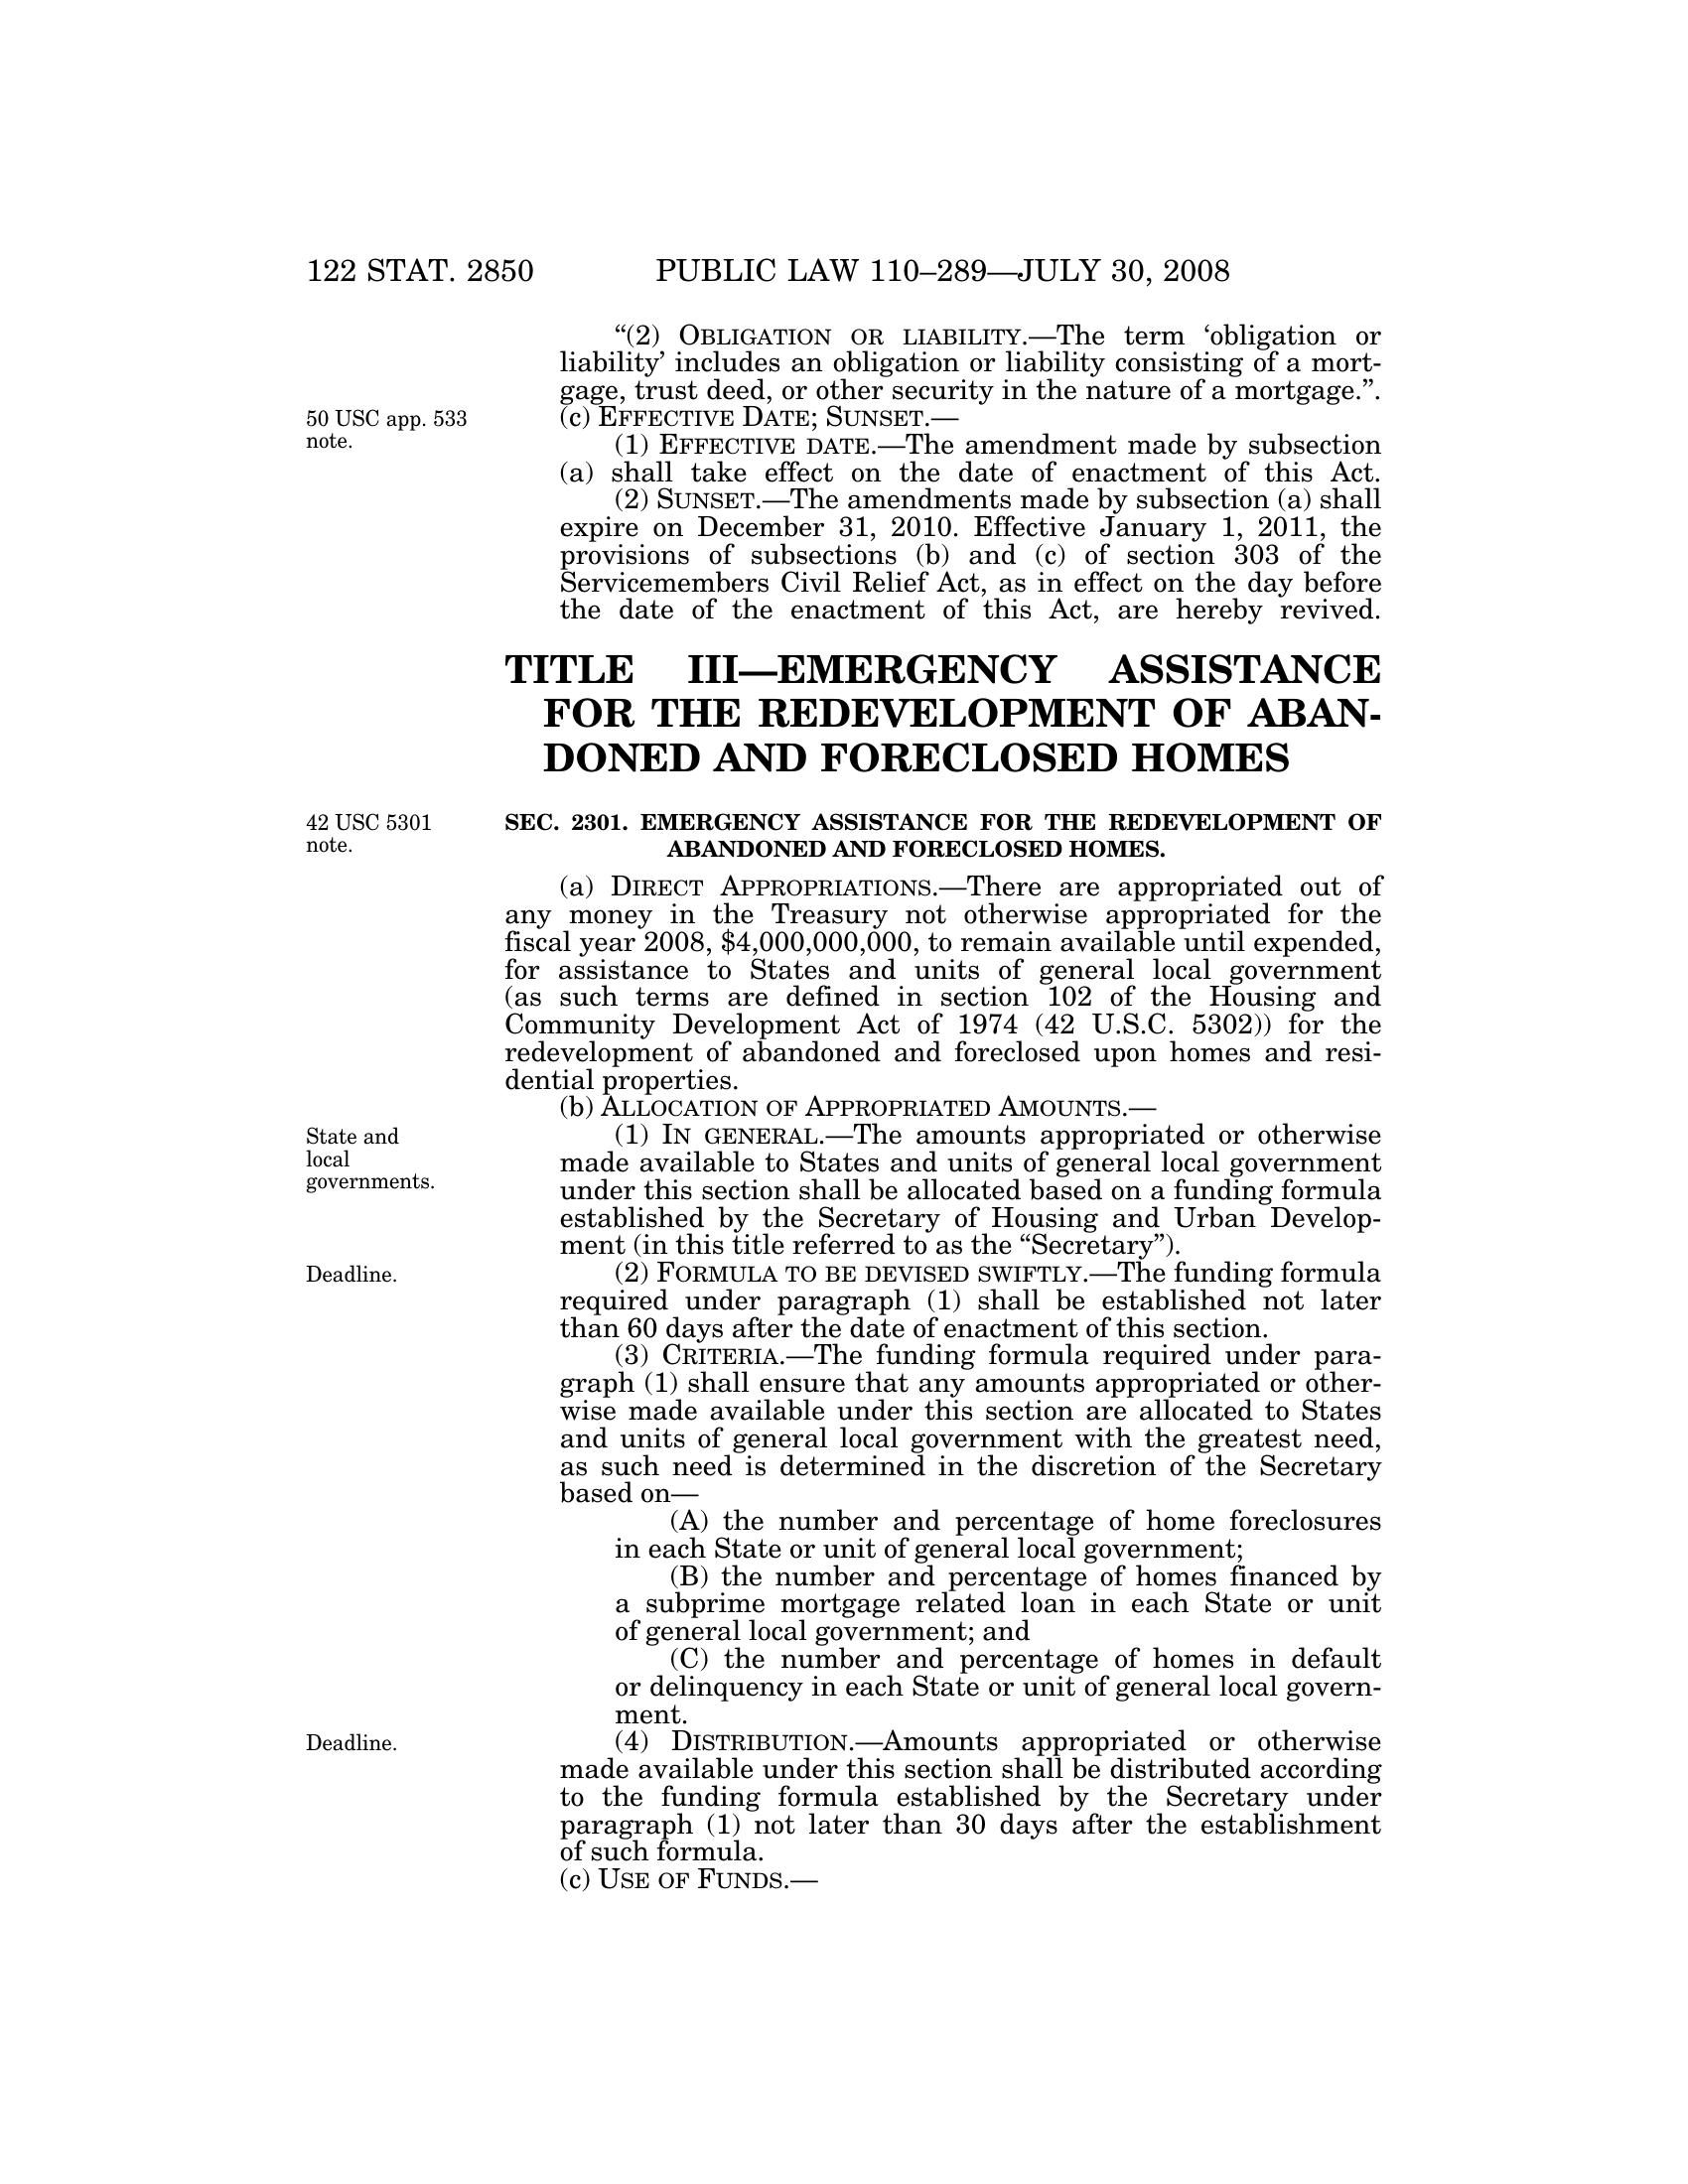 122 STAT. 2850 PUBLIC LAW 110–289—JULY 30, 2008
“(2) OBLIGATION OR LIABILITY.—The term ‘obligation or
liability’ includes an obligation or liability consisting of a mort-
gage, trust deed, or other security in the nature of a mortgage.”.
50 USC app. 533
note.
(c) EFFECTIVE DATE; SUNSET.—
(1) EFFECTIVE DATE.—The amendment made by subsection
(a) shall take effect on the date of enactment of this Act.
(2) SUNSET.—The amendments made by subsection (a) shall
expire on December 31, 2010. Effective January 1, 2011, the
provisions of subsections (b) and (c) of section 303 of the
Servicemembers Civil Relief Act, as in effect on the day before
the date of the enactment of this Act, are hereby revived.
TITLE III—EMERGENCY ASSISTANCE
FOR THE REDEVELOPMENT OF ABAN-
DONED AND FORECLOSED HOMES
42 USC 5301
note.
SEC. 2301. EMERGENCY ASSISTANCE FOR THE REDEVELOPMENT OF
ABANDONED AND FORECLOSED HOMES.
(a) DIRECT APPROPRIATIONS.—There are appropriated out of
any money in the Treasury not otherwise appropriated for the
fiscal year 2008, $4,000,000,000, to remain available until expended,
for assistance to States and units of general local government
(as such terms are defined in section 102 of the Housing and
Community Development Act of 1974 (42 U.S.C. 5302)) for the
redevelopment of abandoned and foreclosed upon homes and resi-
dential properties.
(b) ALLOCATION OF APPROPRIATED AMOUNTS.—
State and
local
governments.
(1) IN GENERAL.—The amounts appropriated or otherwise
made available to States and units of general local government
under this section shall be allocated based on a funding formula
established by the Secretary of Housing and Urban Develop-
ment (in this title referred to as the “Secretary”).
Deadline.
(2) FORMULA TO BE DEVISED SWIFTLY.—The funding formula
required under paragraph (1) shall be established not later
than 60 days after the date of enactment of this section.
(3) CRITERIA.—The funding formula required under para-
graph (1) shall ensure that any amounts appropriated or other-
wise made available under this section are allocated to States
and units of general local government with the greatest need,
as such need is determined in the discretion of the Secretary
based on—
(A) the number and percentage of home foreclosures
in each State or unit of general local government;
(B) the number and percentage of homes financed by
a subprime mortgage related loan in each State or unit
of general local government; and
(C) the number and percentage of homes in default
or delinquency in each State or unit of general local govern-
ment.
Deadline.
(4) DISTRIBUTION.—Amounts appropriated or otherwise
made available under this section shall be distributed according
to the funding formula established by the Secretary under
paragraph (1) not later than 30 days after the establishment
of such formula.
(c) USE OF FUNDS.—